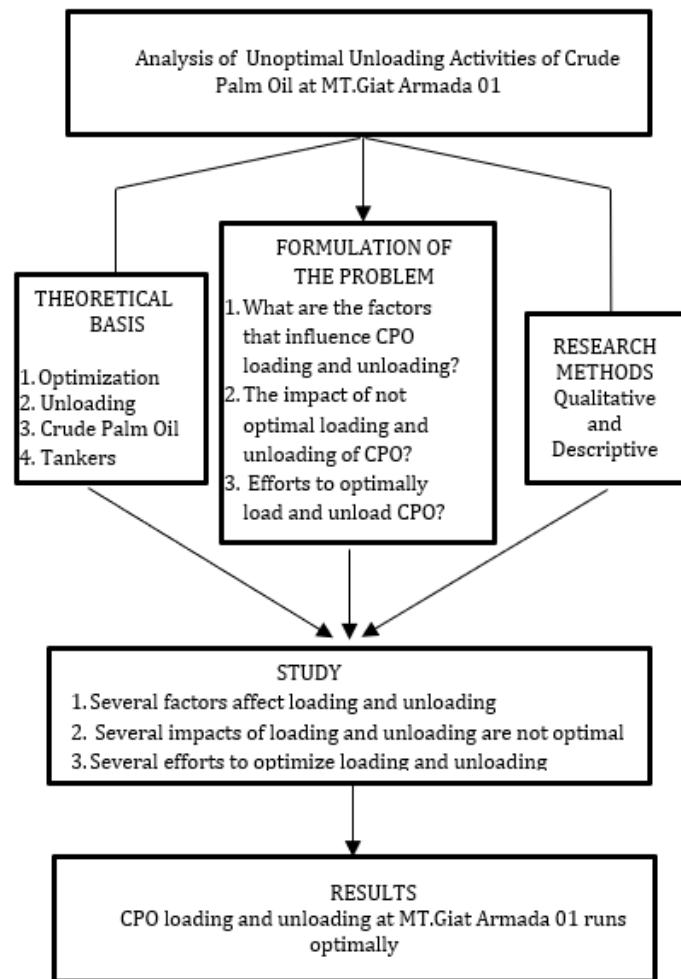 Analysis of Unoptimal Unloading Activities of Crude
Palm Oil at MT.Giat Armada 01
THEORETICAL
BASIS
1. Optimization
2. Unloading
3. Crude Palm Oil
4. Tankers
FORMULATION OF
THE PROBLEM
1. What are the factors
that influence CPO
loading and unloading?
2. The impact of not
optimal loading and
unloading of CPO?
3. Efforts to optimally
load and unload CPO?
RESEARCH
METHODS
Qualitative
and
Descriptive
STUDY
1. Several factors affect loading and unloading
2. Several impacts of loading and unloading are not optimal
3. Several efforts to optimize loading and unloading
RESULTS
CPO loading and unloading at MT.Giat Armada 01 runs
optimally